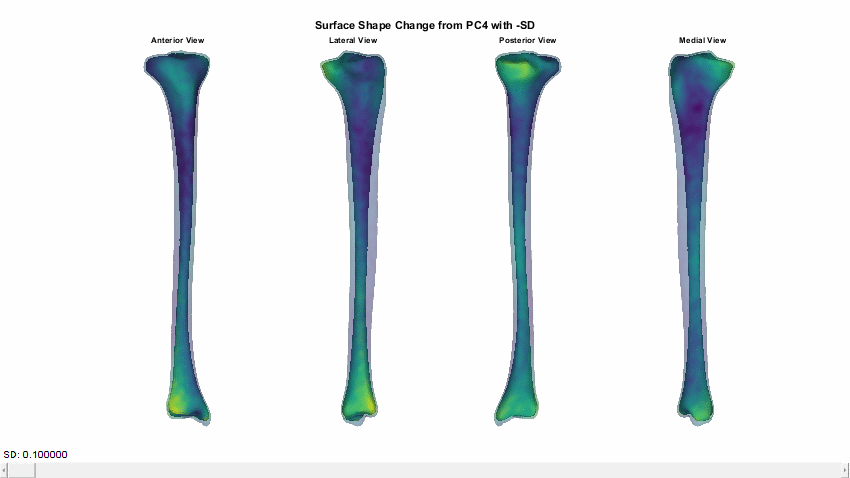 Surface Shape Change from PC4 with -SD
Anterior View
Lateral View
Posterior View
Medial View
SD: 0.100000